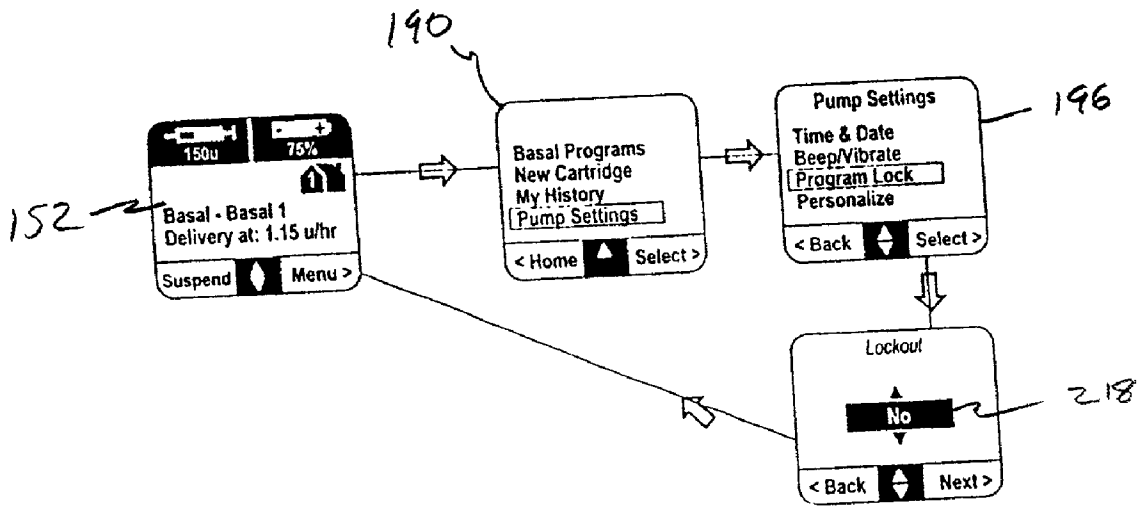 190
150u 75%
1
Basal - Basal 1
Delivery at: 1.15 u/hr
Suspend Menu >
152
Basal Programs
New Cartridge
My History
Pump Settings
< Home Select >
Pump Settings
Time & Date
Beep/Vibrate
Program Lock
Personalize
< Back Select >
196
Lockout
No
< Back Next >
218